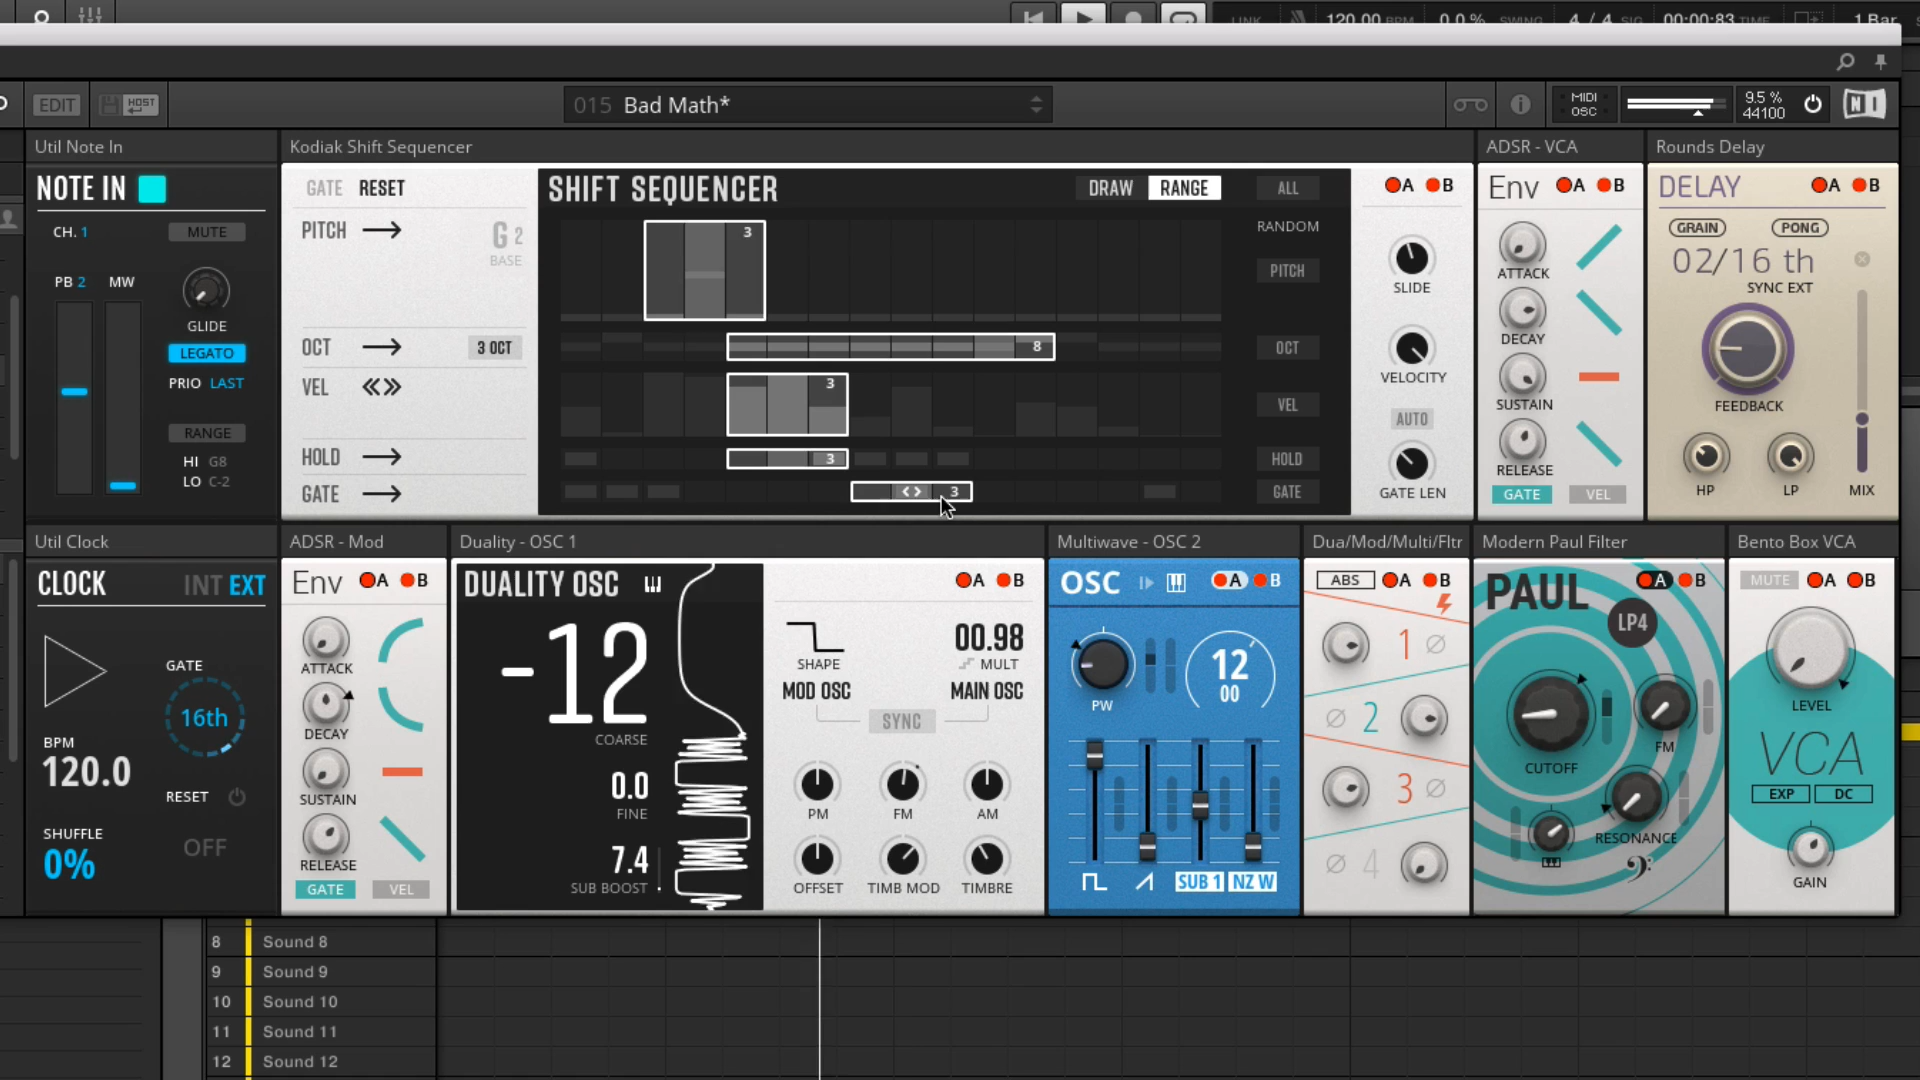 LINK 120.00 BPM 0.0 % SWING 4 / 4 SIG 00:00:83 TIME 1 Bar
EDIT HOST 015 Bad Math* MIDI OSC 9.5 % 44100 NI
Util Note In
NOTE IN
CH. 1 MUTE
PB 2 MW
GLIDE
LEGATO
PRIO LAST
RANGE
HI G8
LO C-2
Kodiak Shift Sequencer
GATE RESET
PITCH G 2
BASE
OCT 3 OCT
VEL
HOLD
GATE
SHIFT SEQUENCER DRAW RANGE ALL
RANDOM
3 PITCH
8 OCT
3 VEL
3 HOLD
3 GATE
A B
SLIDE
VELOCITY
AUTO
GATE LEN
ADSR - VCA
Env A B
ATTACK
DECAY
SUSTAIN
RELEASE
GATE VEL
Rounds Delay
DELAY A B
GRAIN PONG
02/16 th
SYNC EXT
FEEDBACK
HP LP MIX
Util Clock
CLOCK INT EXT
GATE
16th
BPM
120.0
RESET
SHUFFLE
0% OFF
ADSR - Mod
Env A B
ATTACK
DECAY
SUSTAIN
RELEASE
GATE VEL
Duality - OSC 1
DUALITY OSC A B
-12
COARSE
0.0
FINE
7.4
SUB BOOST
00.98
SHAPE MULT
MOD OSC MAIN OSC
SYNC
PM FM AM
OFFSET TIMB MOD TIMBRE
Multiwave - OSC 2
OSC A B
12
00
PW
SUB 1 NZ W
Dua/Mod/Multi/Fltr
ABS A B
1
2
3
4
Modern Paul Filter
PAUL A B
LP4
CUTOFF FM
RESONANCE
Bento Box VCA
MUTE A B
LEVEL
VCA
EXP DC
GAIN
8 Sound 8
9 Sound 9
10 Sound 10
11 Sound 11
12 Sound 12